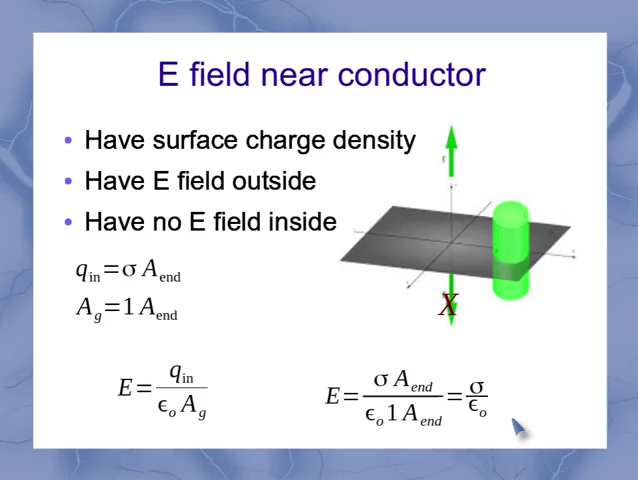 E field near conductor
Have surface charge density
Have E field outside
Have no E field inside
q_in=σ A_end
A_g=1 A_end
X
E=q_in/(ϵ_o A_g)
E=(σ A_end)/(ϵ_o 1 A_end)=σ/ϵ_o